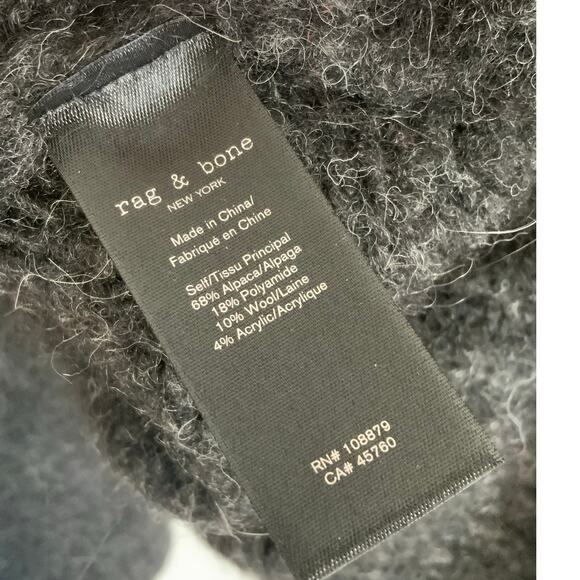 rag & bone
NEW YORK
Made in China/
Fabriqué en Chine
Self/Tissu Principal
68% Alpaca/Alpaga
18% Polyamide
10% Wool/Laine
4% Acrylic/Acrylique
RN# 108879
CA# 45760